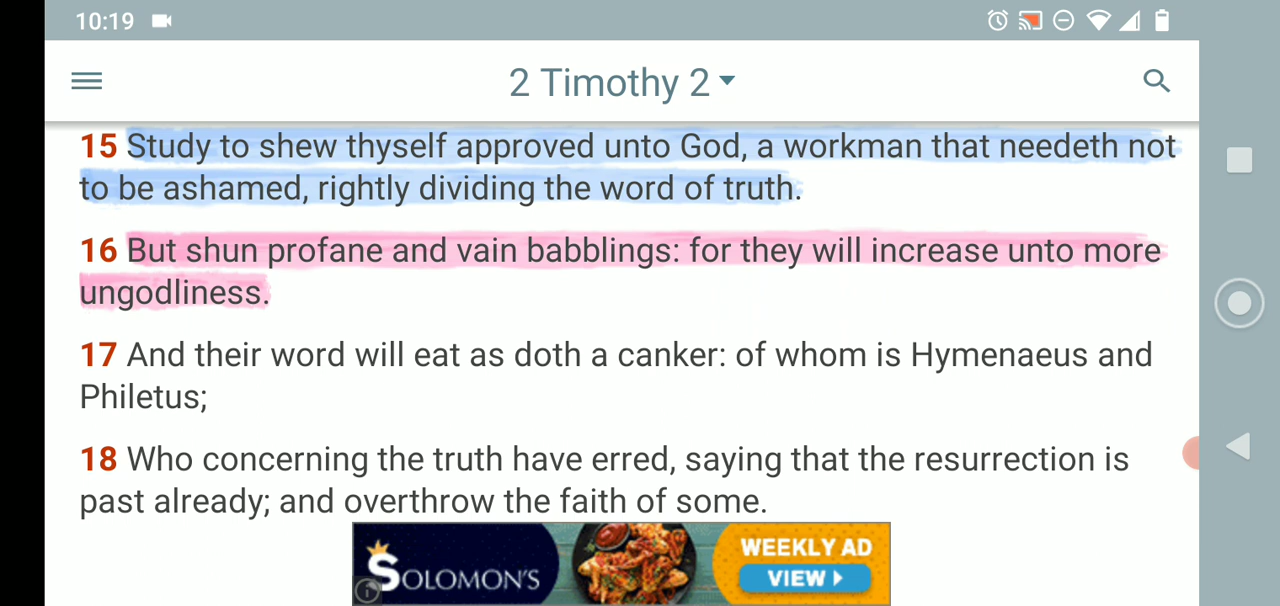 10:19
2 Timothy 2
15 Study to shew thyself approved unto God, a workman that needeth not
to be ashamed, rightly dividing the word of truth.
16 But shun profane and vain babblings: for they will increase unto more
ungodliness.
17 And their word will eat as doth a canker: of whom is Hymenaeus and
Philetus;
18 Who concerning the truth have erred, saying that the resurrection is
past already; and overthrow the faith of some.
SOLOMON'S
WEEKLY AD
VIEW